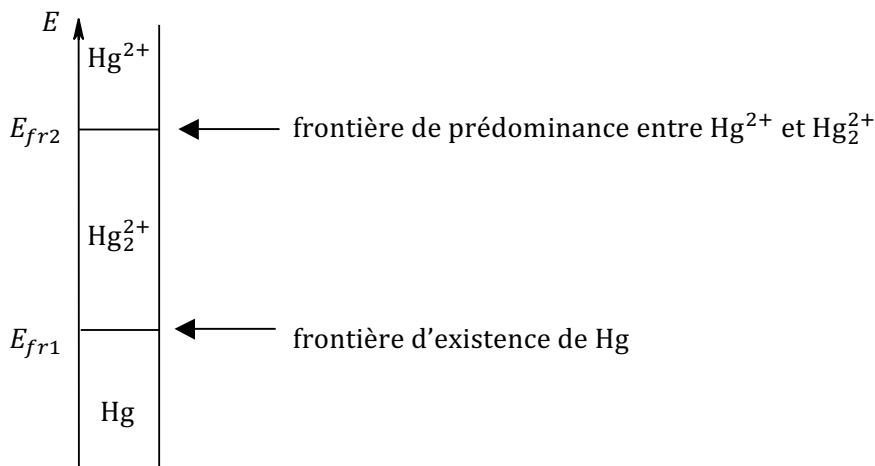 E
Hg²⁺
E_fr2
frontière de prédominance entre Hg²⁺ et Hg₂²⁺
Hg₂²⁺
E_fr1
frontière d'existence de Hg
Hg